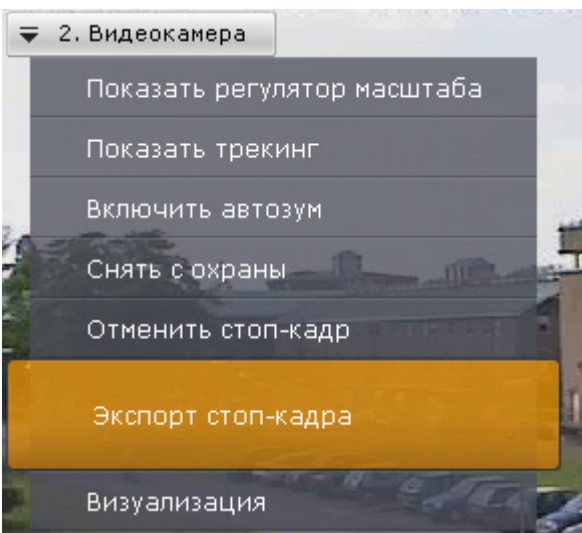 2. Видеокамера
Показать регулятор масштаба
Показать трекинг
Включить автозум
Снять с охраны
Отменить стоп-кадр
Экспорт стоп-кадра
Визуализация